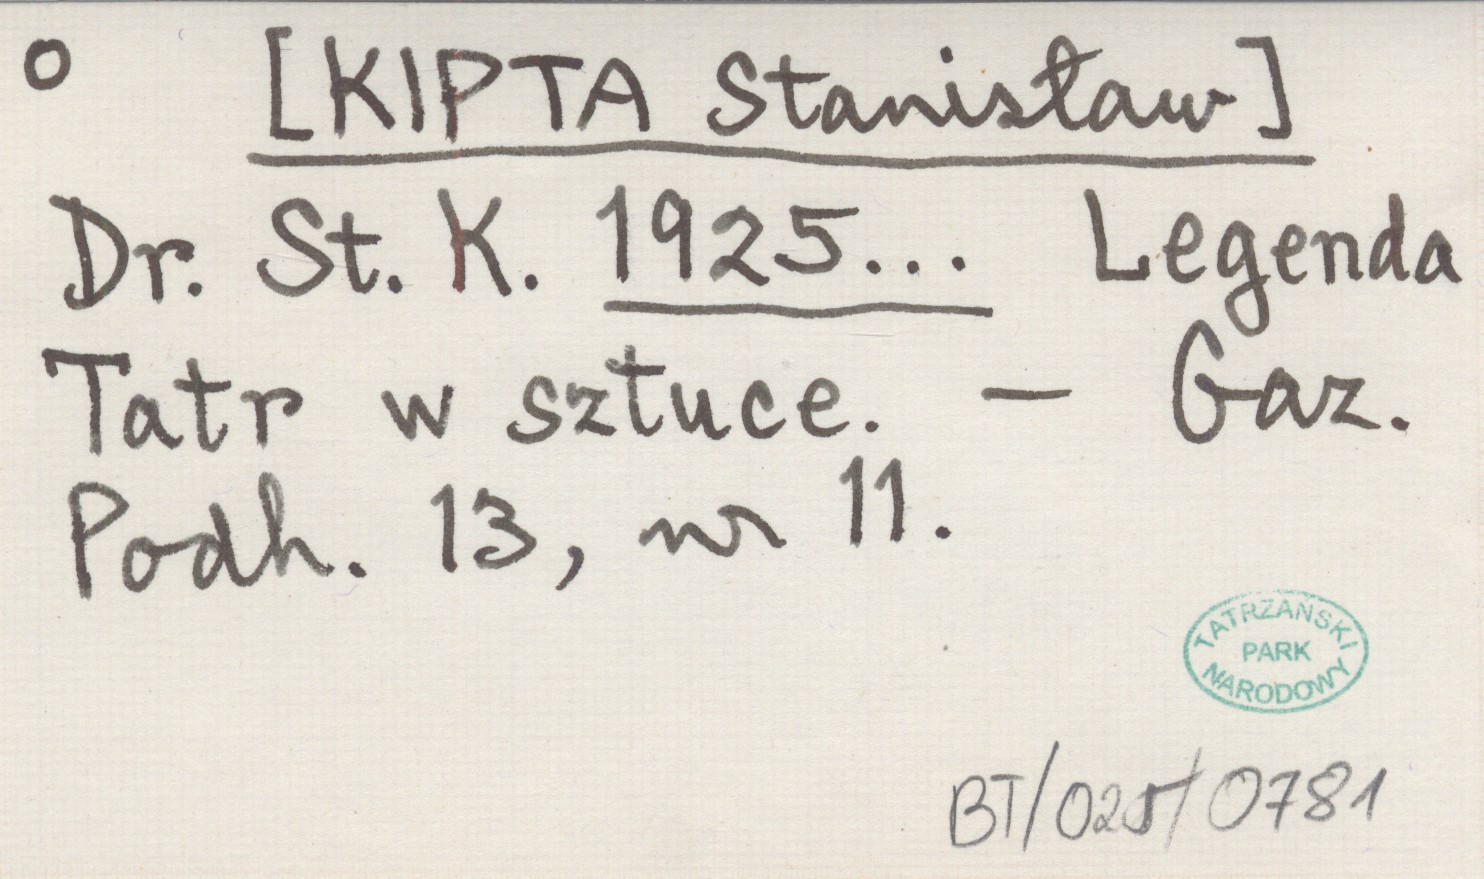 o [KIPTA Stanisław]
Dr. St. K. 1925... Legenda
Tatr w sztuce. — Gaz.
Podh. 13, nr 11.
TATRZAŃSKI
PARK
NARODOWY
BT/025/0781